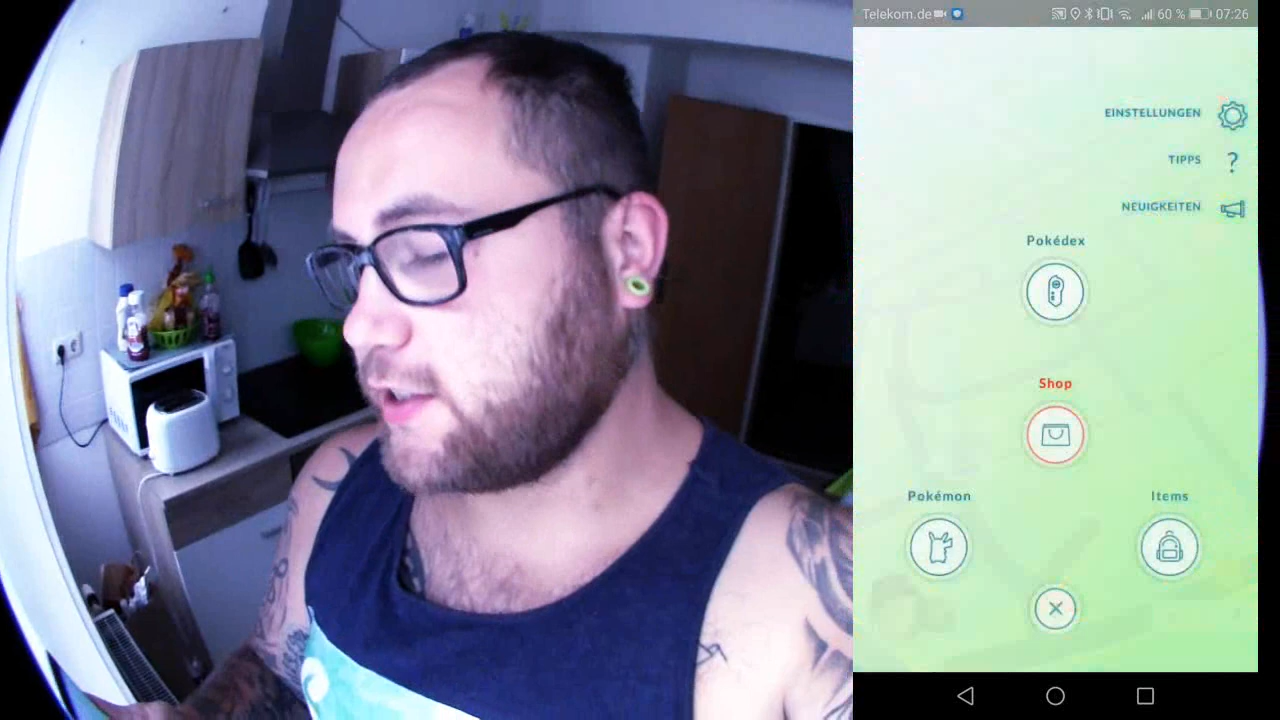 Telekom.de
60 %
07:26
EINSTELLUNGEN
TIPPS
?
NEUIGKEITEN
Pokédex
Shop
Pokémon
Items